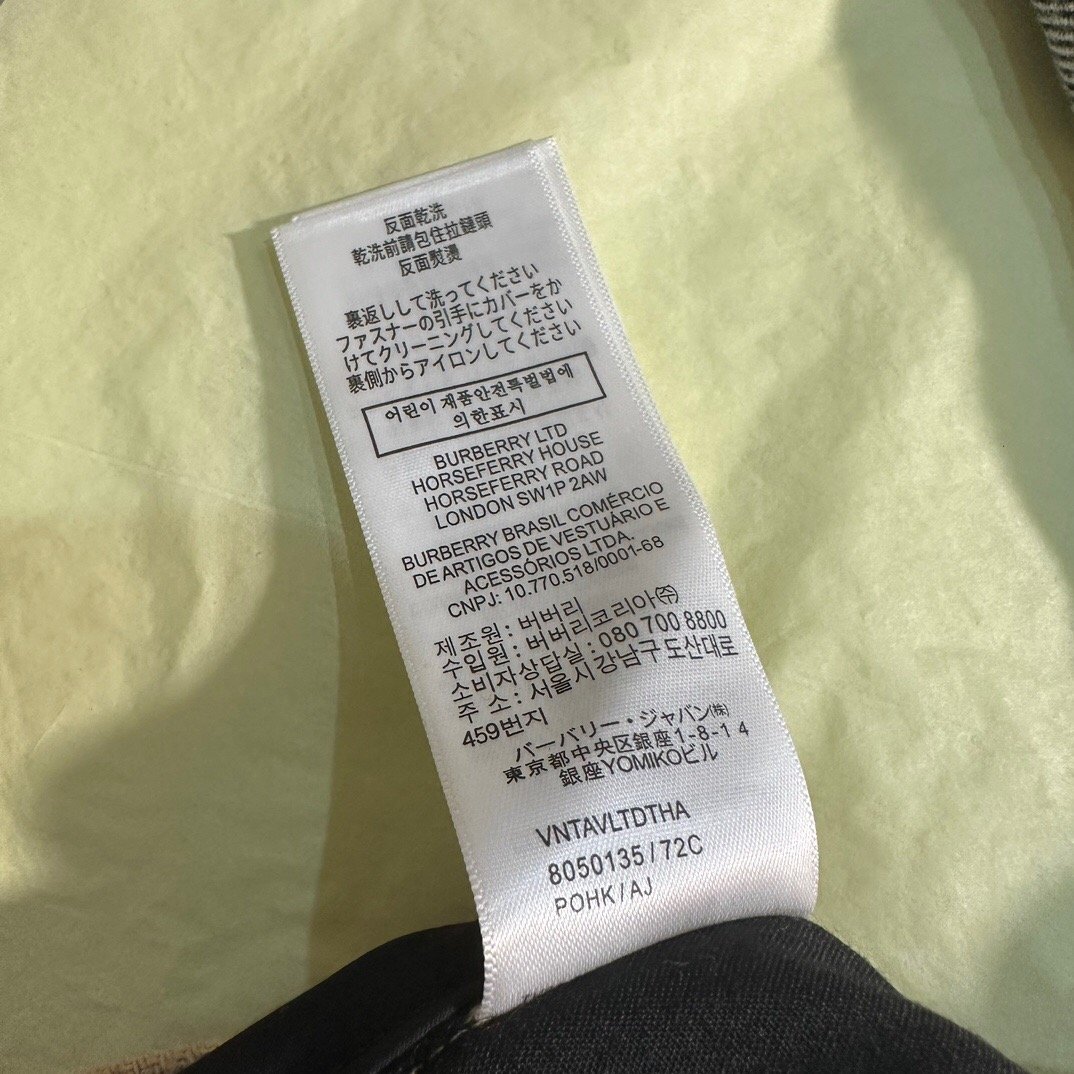 反面乾洗
乾洗前請包住拉鏈頭
反面熨燙
裏返しして洗ってください
ファスナーの引手にカバーをか
けてクリーニングしてください
裏側からアイロンしてください
어린이 제품안전특별법에
의한표시
BURBERRY LTD
HORSEFERRY HOUSE
HORSEFERRY ROAD
LONDON SW1P 2AW
BURBERRY BRASIL COMÉRCIO
DE ARTIGOS DE VESTUÁRIO E
ACESSÓRIOS LTDA.
CNPJ: 10.770.518/0001-68
제조원 : 버버리
수입원 : 버버리코리아㈜
소비자상답실 : 080 700 8800
주 소 : 서울시 강남구 도산대로
459번지
バーバリー・ジャパン㈱
東京都中央区銀座1-8-14
銀座YOMIKOビル
VNTAVLTDTHA
8050135 / 72C
POHK / AJ